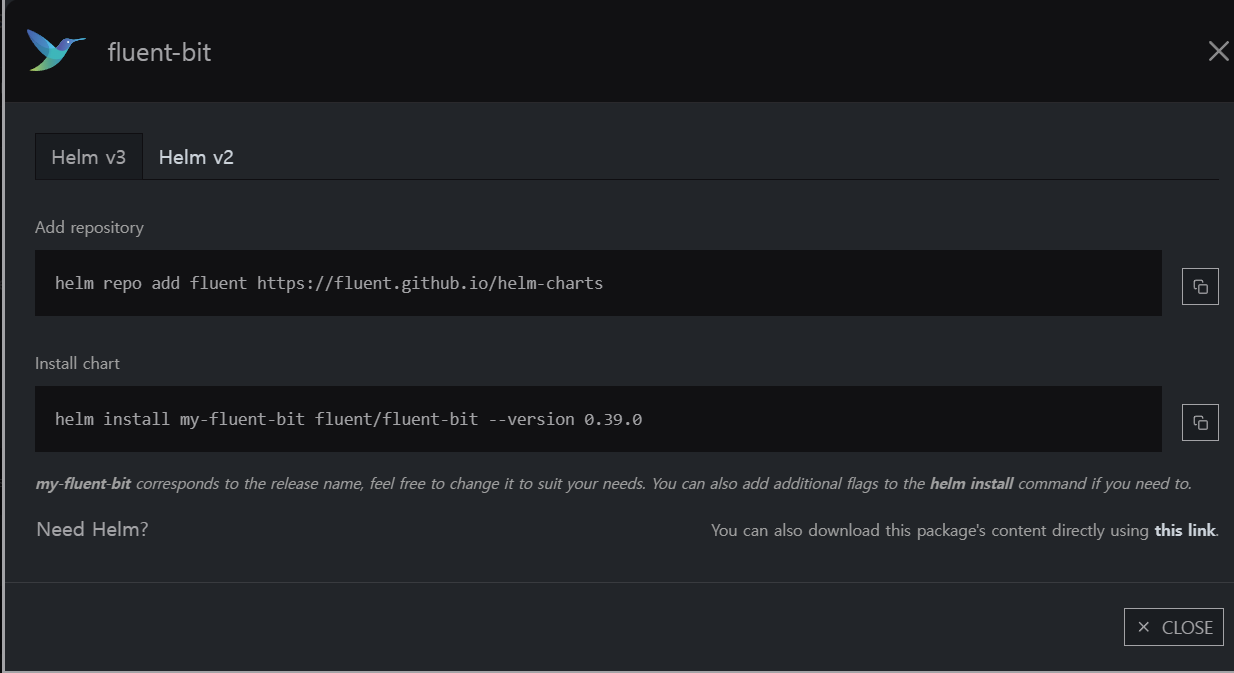 fluent-bit
Helm v3
Helm v2
Add repository
helm repo add fluent https://fluent.github.io/helm-charts
Install chart
helm install my-fluent-bit fluent/fluent-bit --version 0.39.0
my-fluent-bit corresponds to the release name, feel free to change it to suit your needs. You can also add additional flags to the helm install command if you need to.
Need Helm?
You can also download this package's content directly using this link.
CLOSE